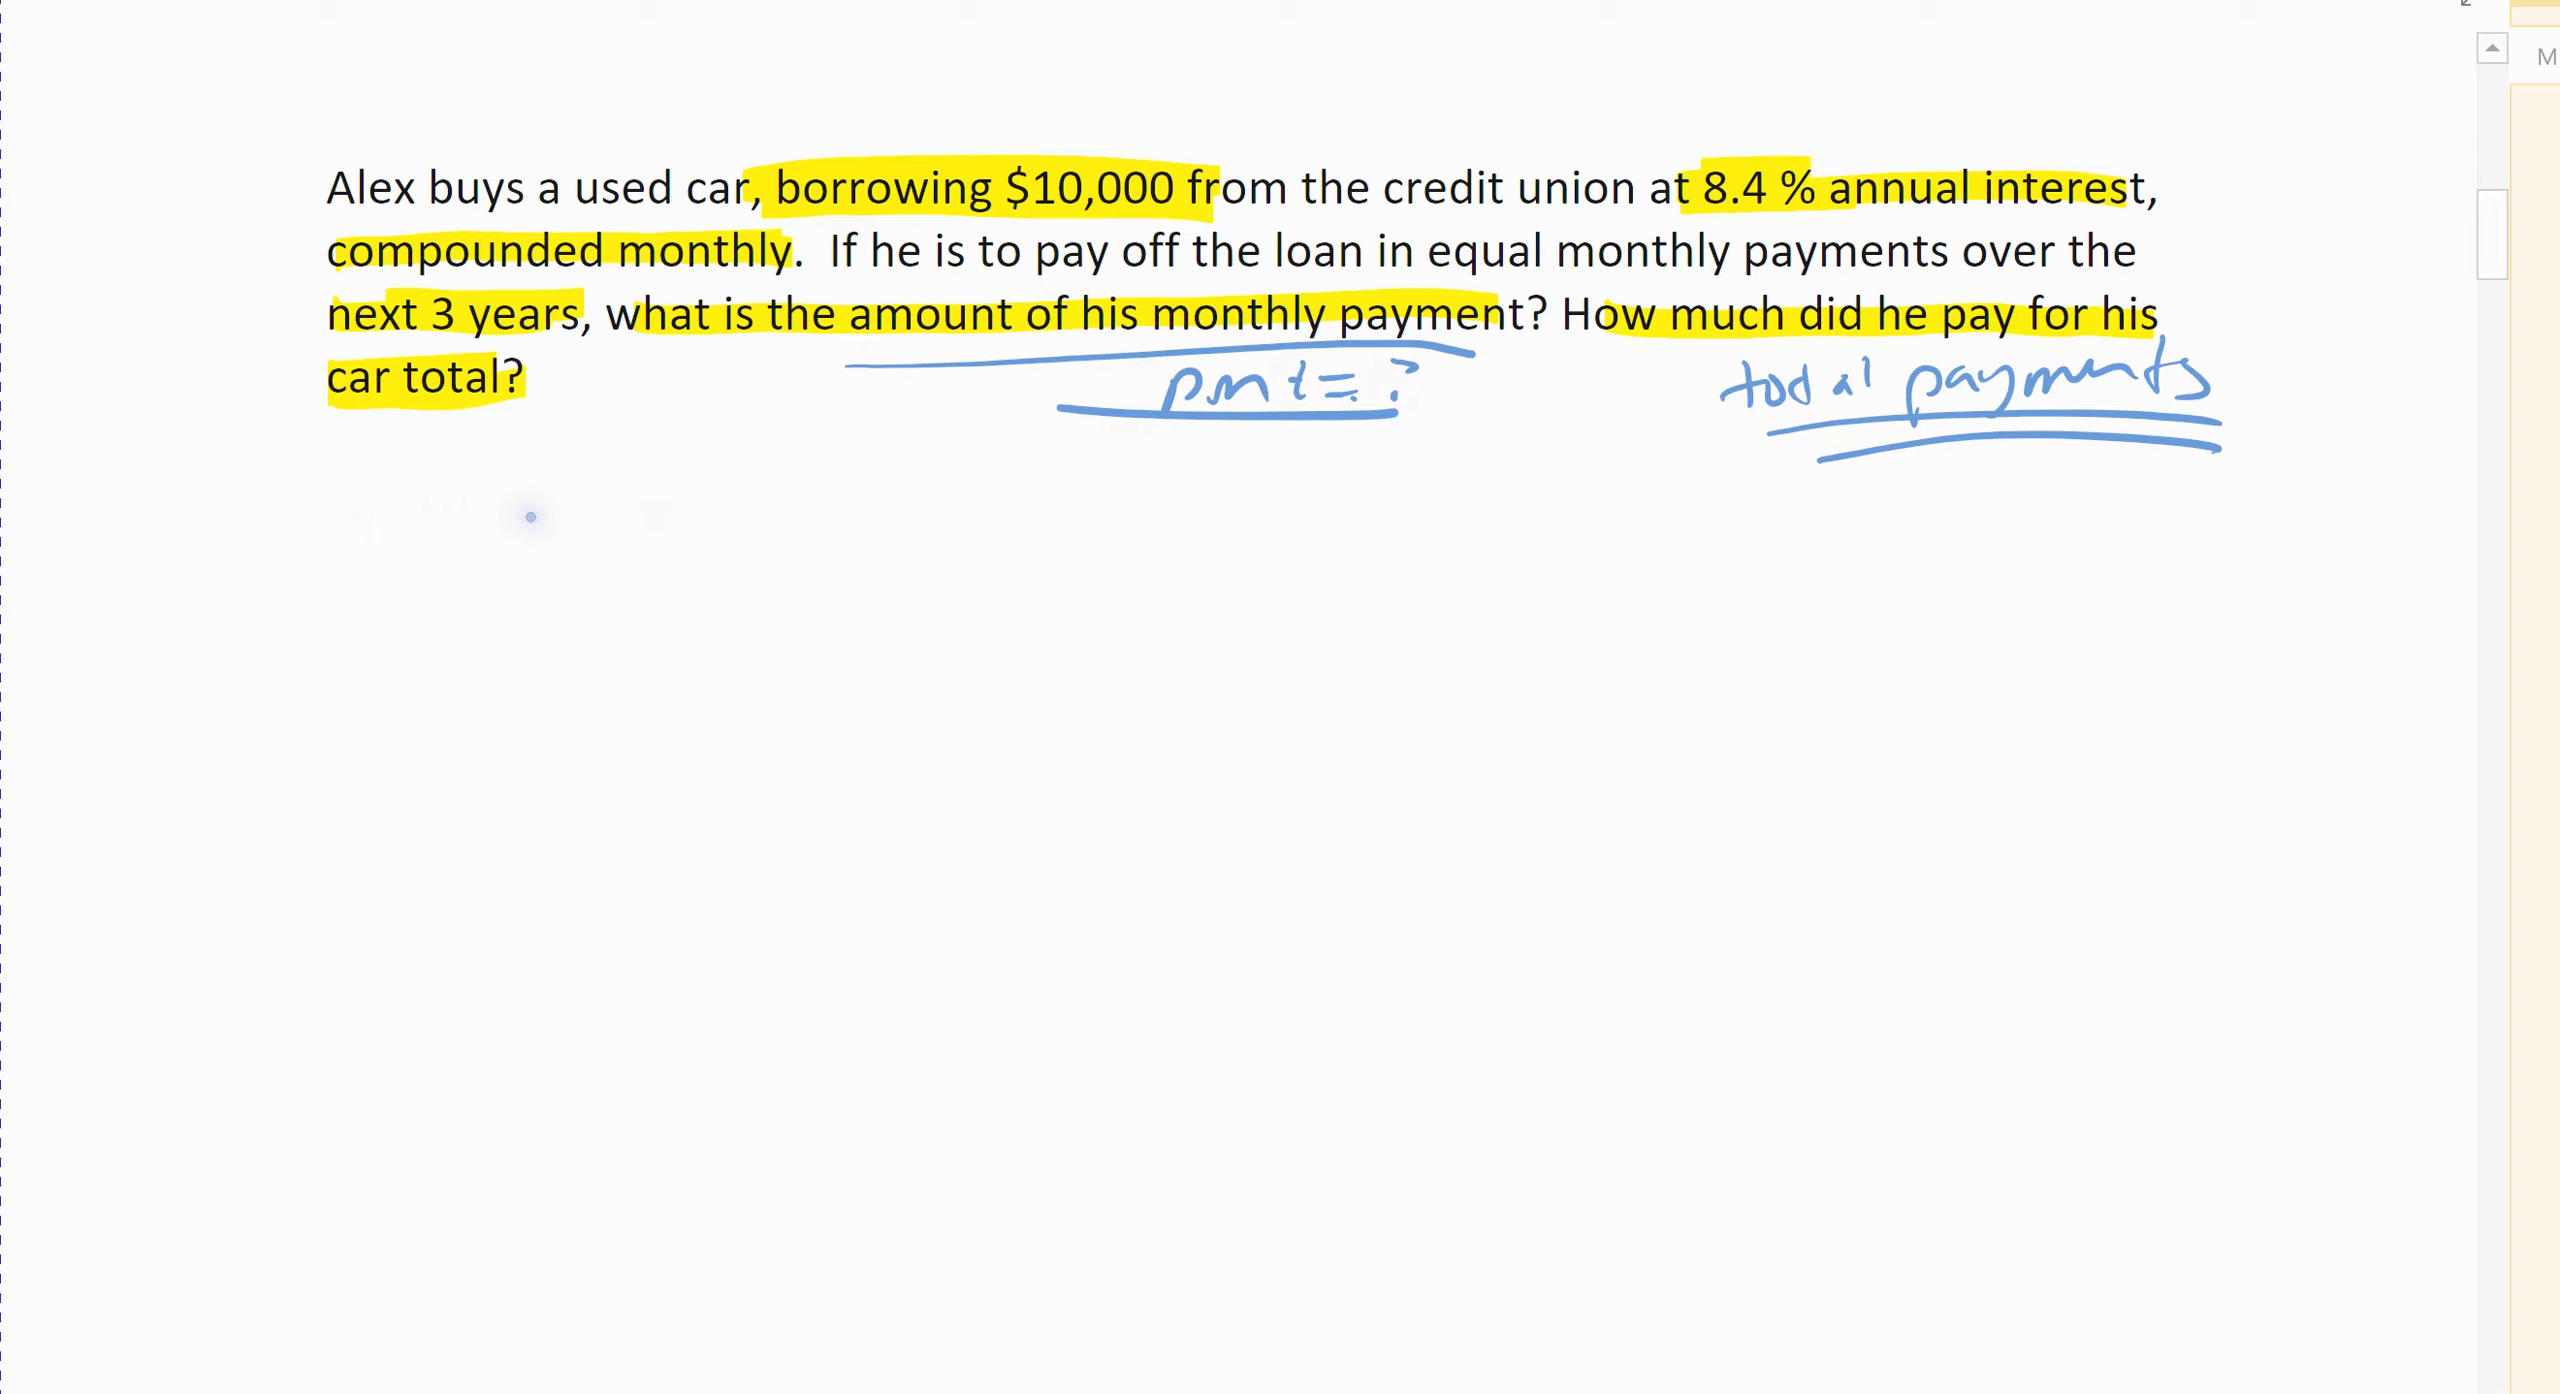 Alex buys a used car, borrowing $10,000 from the credit union at 8.4 % annual interest,
compounded monthly. If he is to pay off the loan in equal monthly payments over the
next 3 years, what is the amount of his monthly payment? How much did he pay for his
car total?
pmt = ?
total payments
M